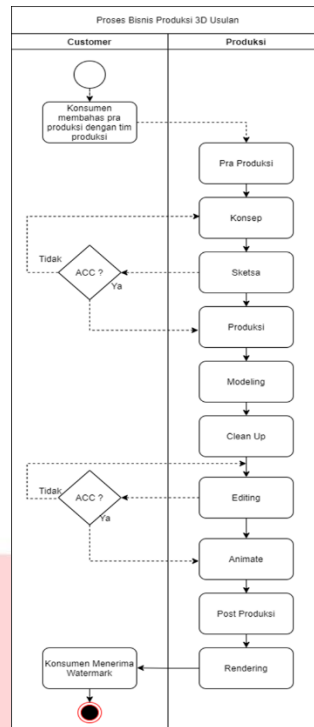 Proses Bisnis Produksi 3D Usulan
Customer
Produksi
Konsumen
membahas pra
produksi dengan tim
produksi
Pra Produksi
Konsep
Tidak
ACC ?
Ya
Sketsa
Produksi
Modeling
Clean Up
Tidak
ACC ?
Ya
Editing
Animate
Post Produksi
Konsumen Menerima
Watermark
Rendering